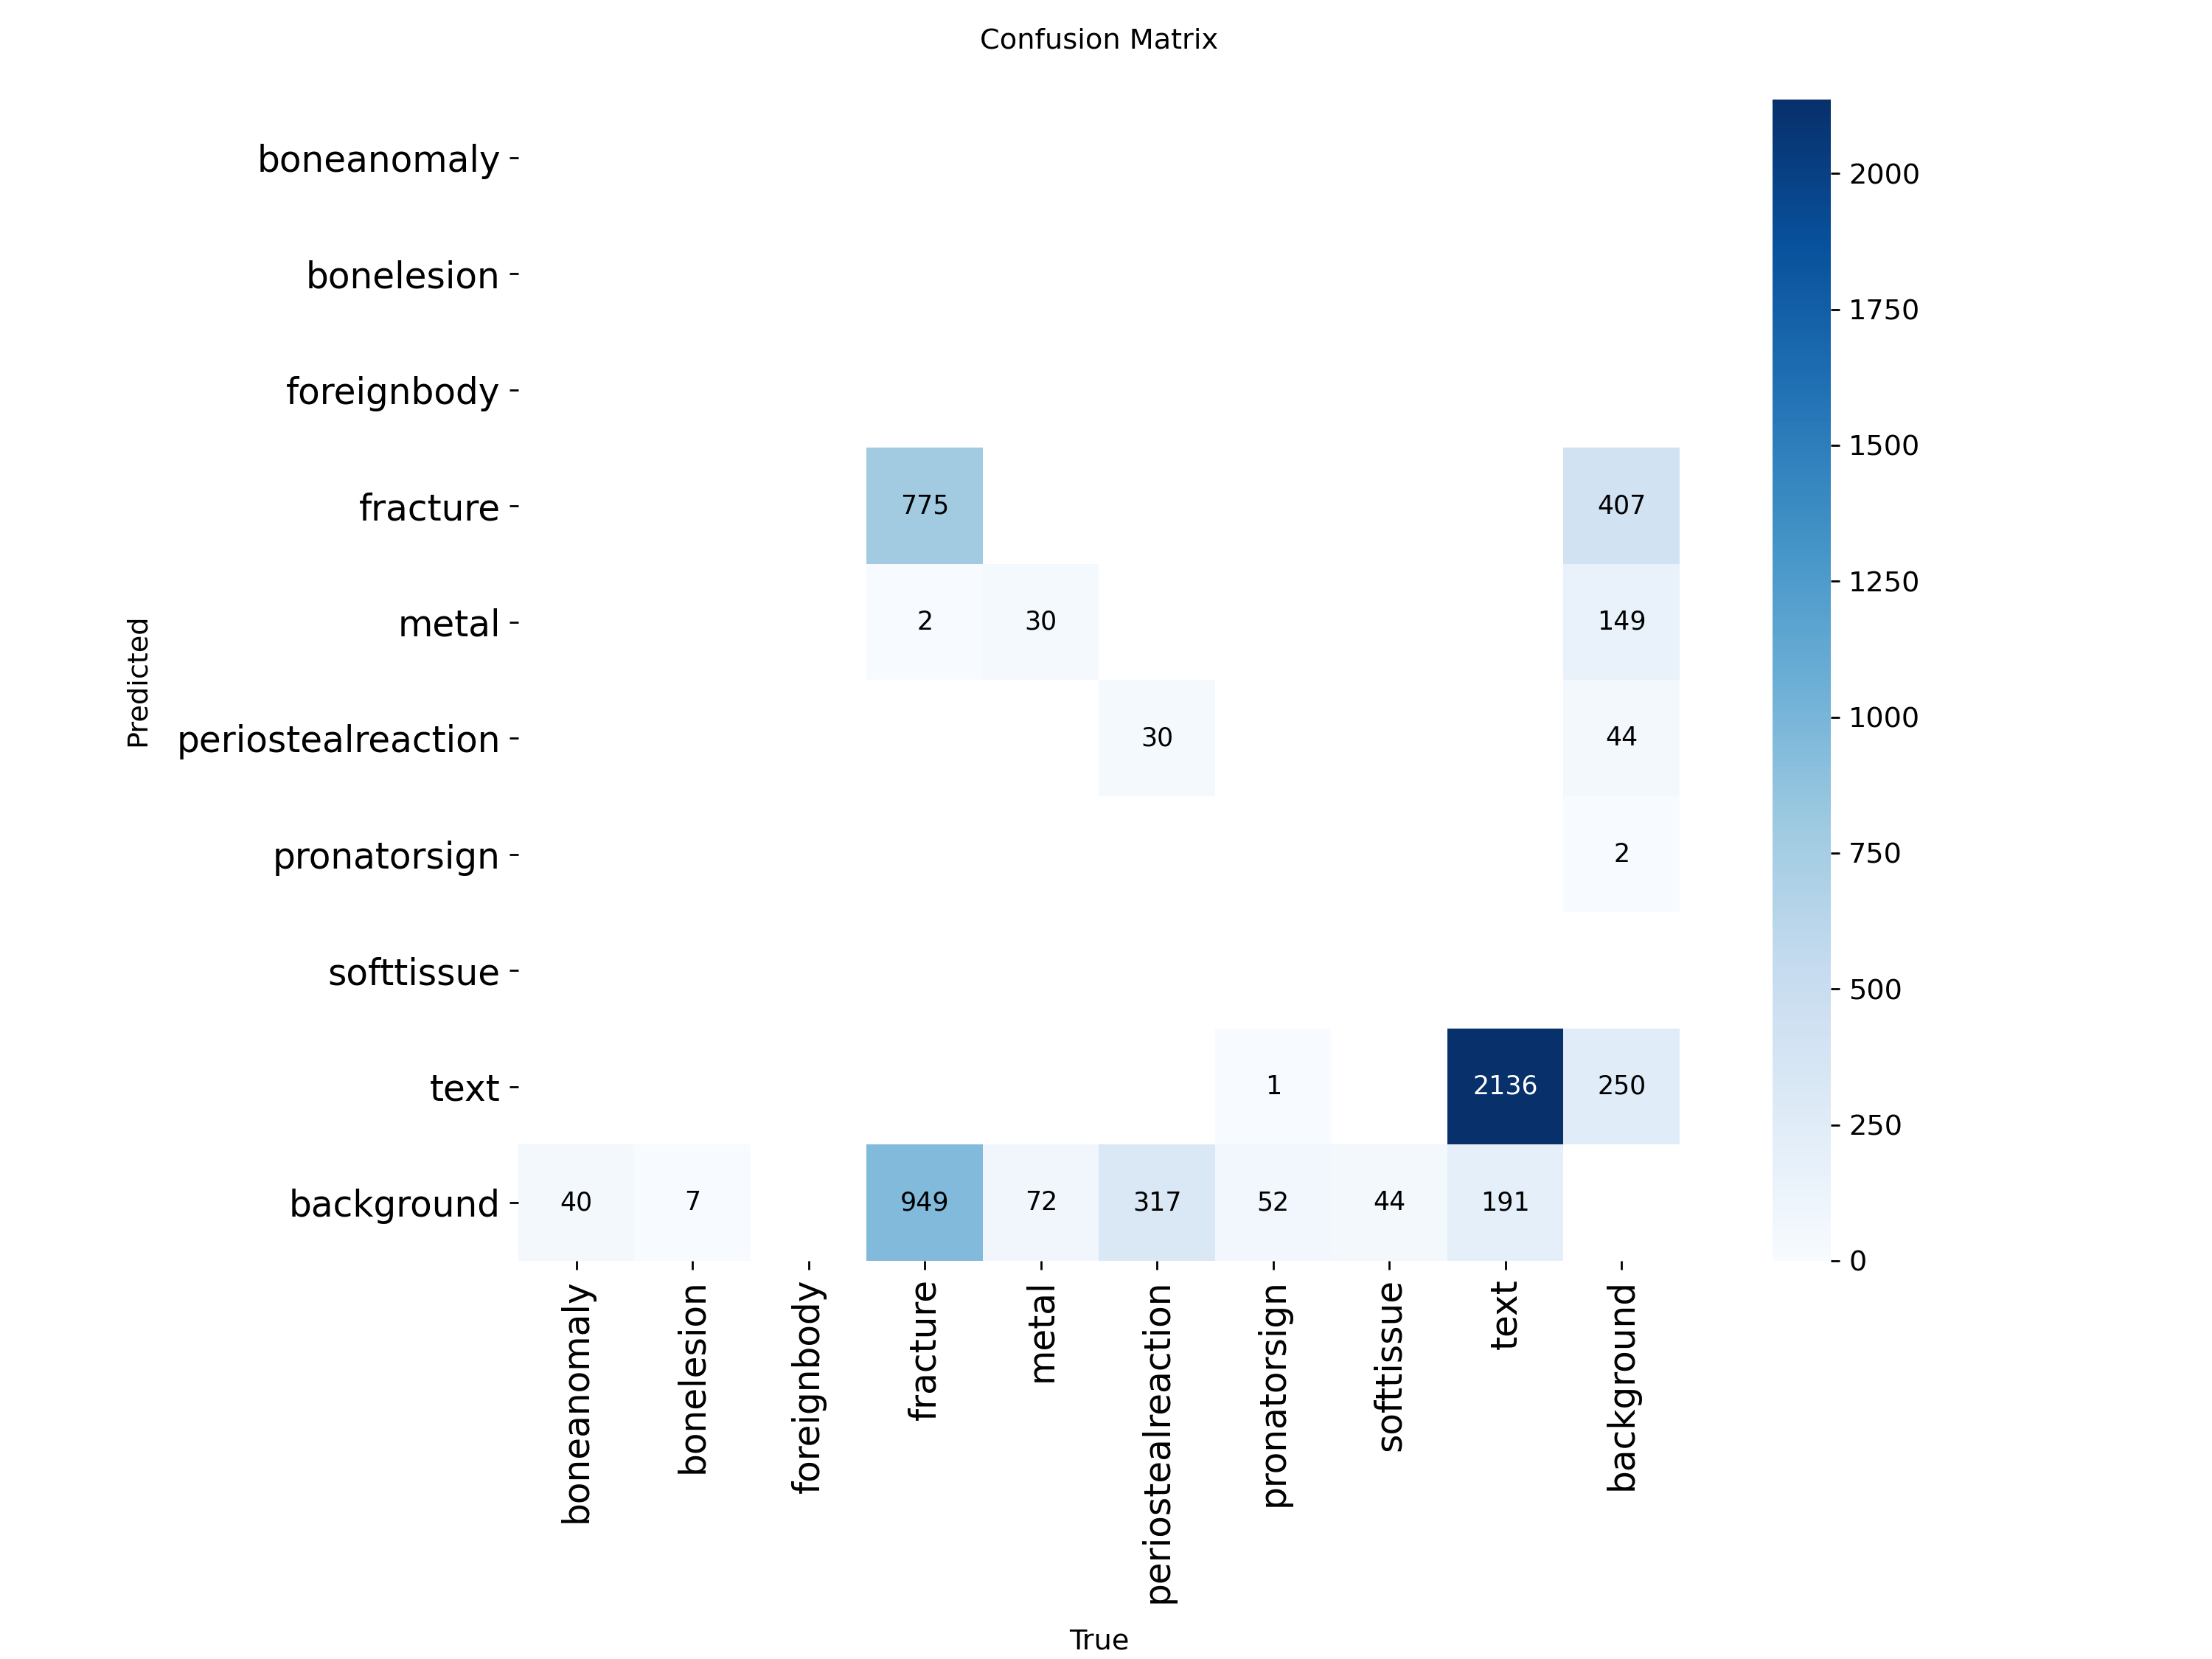 Confusion Matrix
boneanomaly
bonelesion
foreignbody
fracture 775 407
metal 2 30 149
periostealreaction 30 44
pronatorsign 2
softtissue
text 1 2136 250
background 40 7 949 72 317 52 44 191
boneanomaly bonelesion foreignbody fracture metal periostealreaction pronatorsign softtissue text background
Predicted
True
2000
1750
1500
1250
1000
750
500
250
0